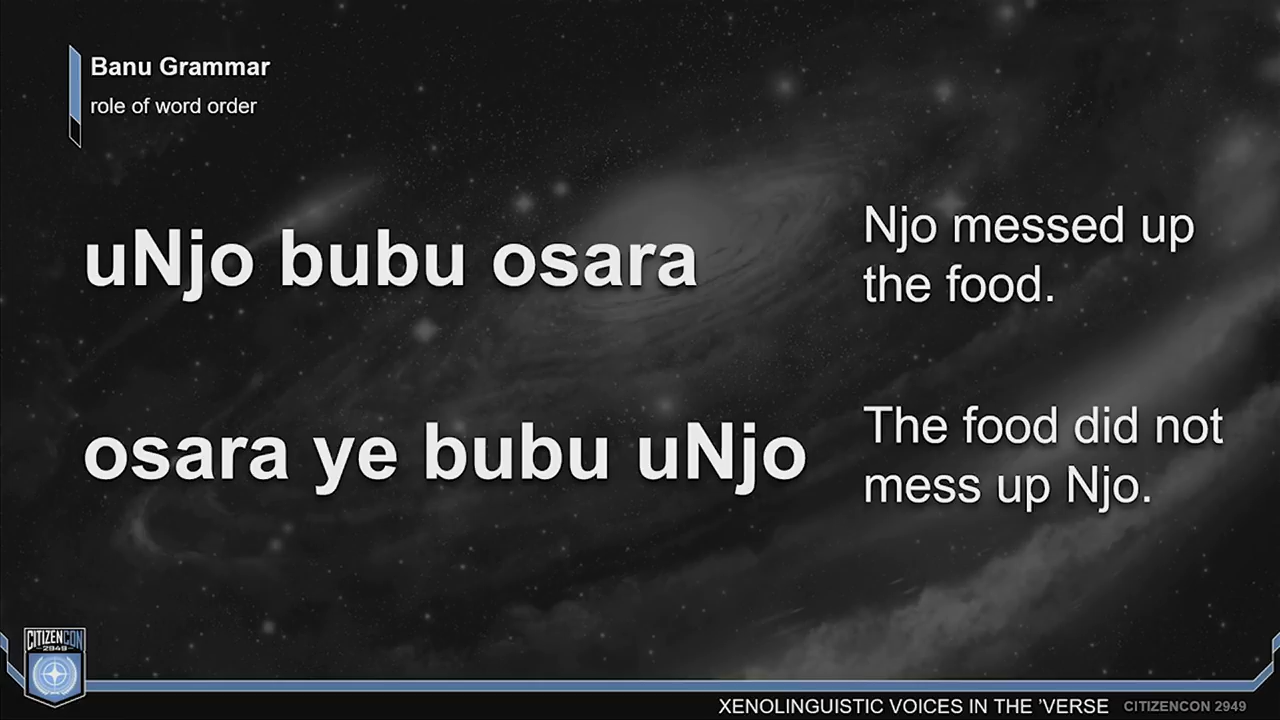 Banu Grammar
role of word order
uNjo bubu osara
Njo messed up
the food.
osara ye bubu uNjo
The food did not
mess up Njo.
CITIZENCON
2949
XENOLINGUISTIC VOICES IN THE ’VERSE CITIZENCON 2949